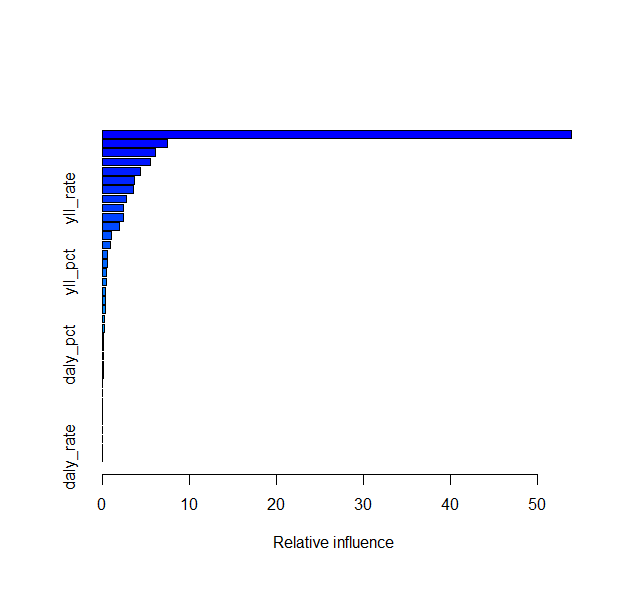 yll_rate
yll_pct
daly_pct
daly_rate
0 10 20 30 40 50
Relative influence